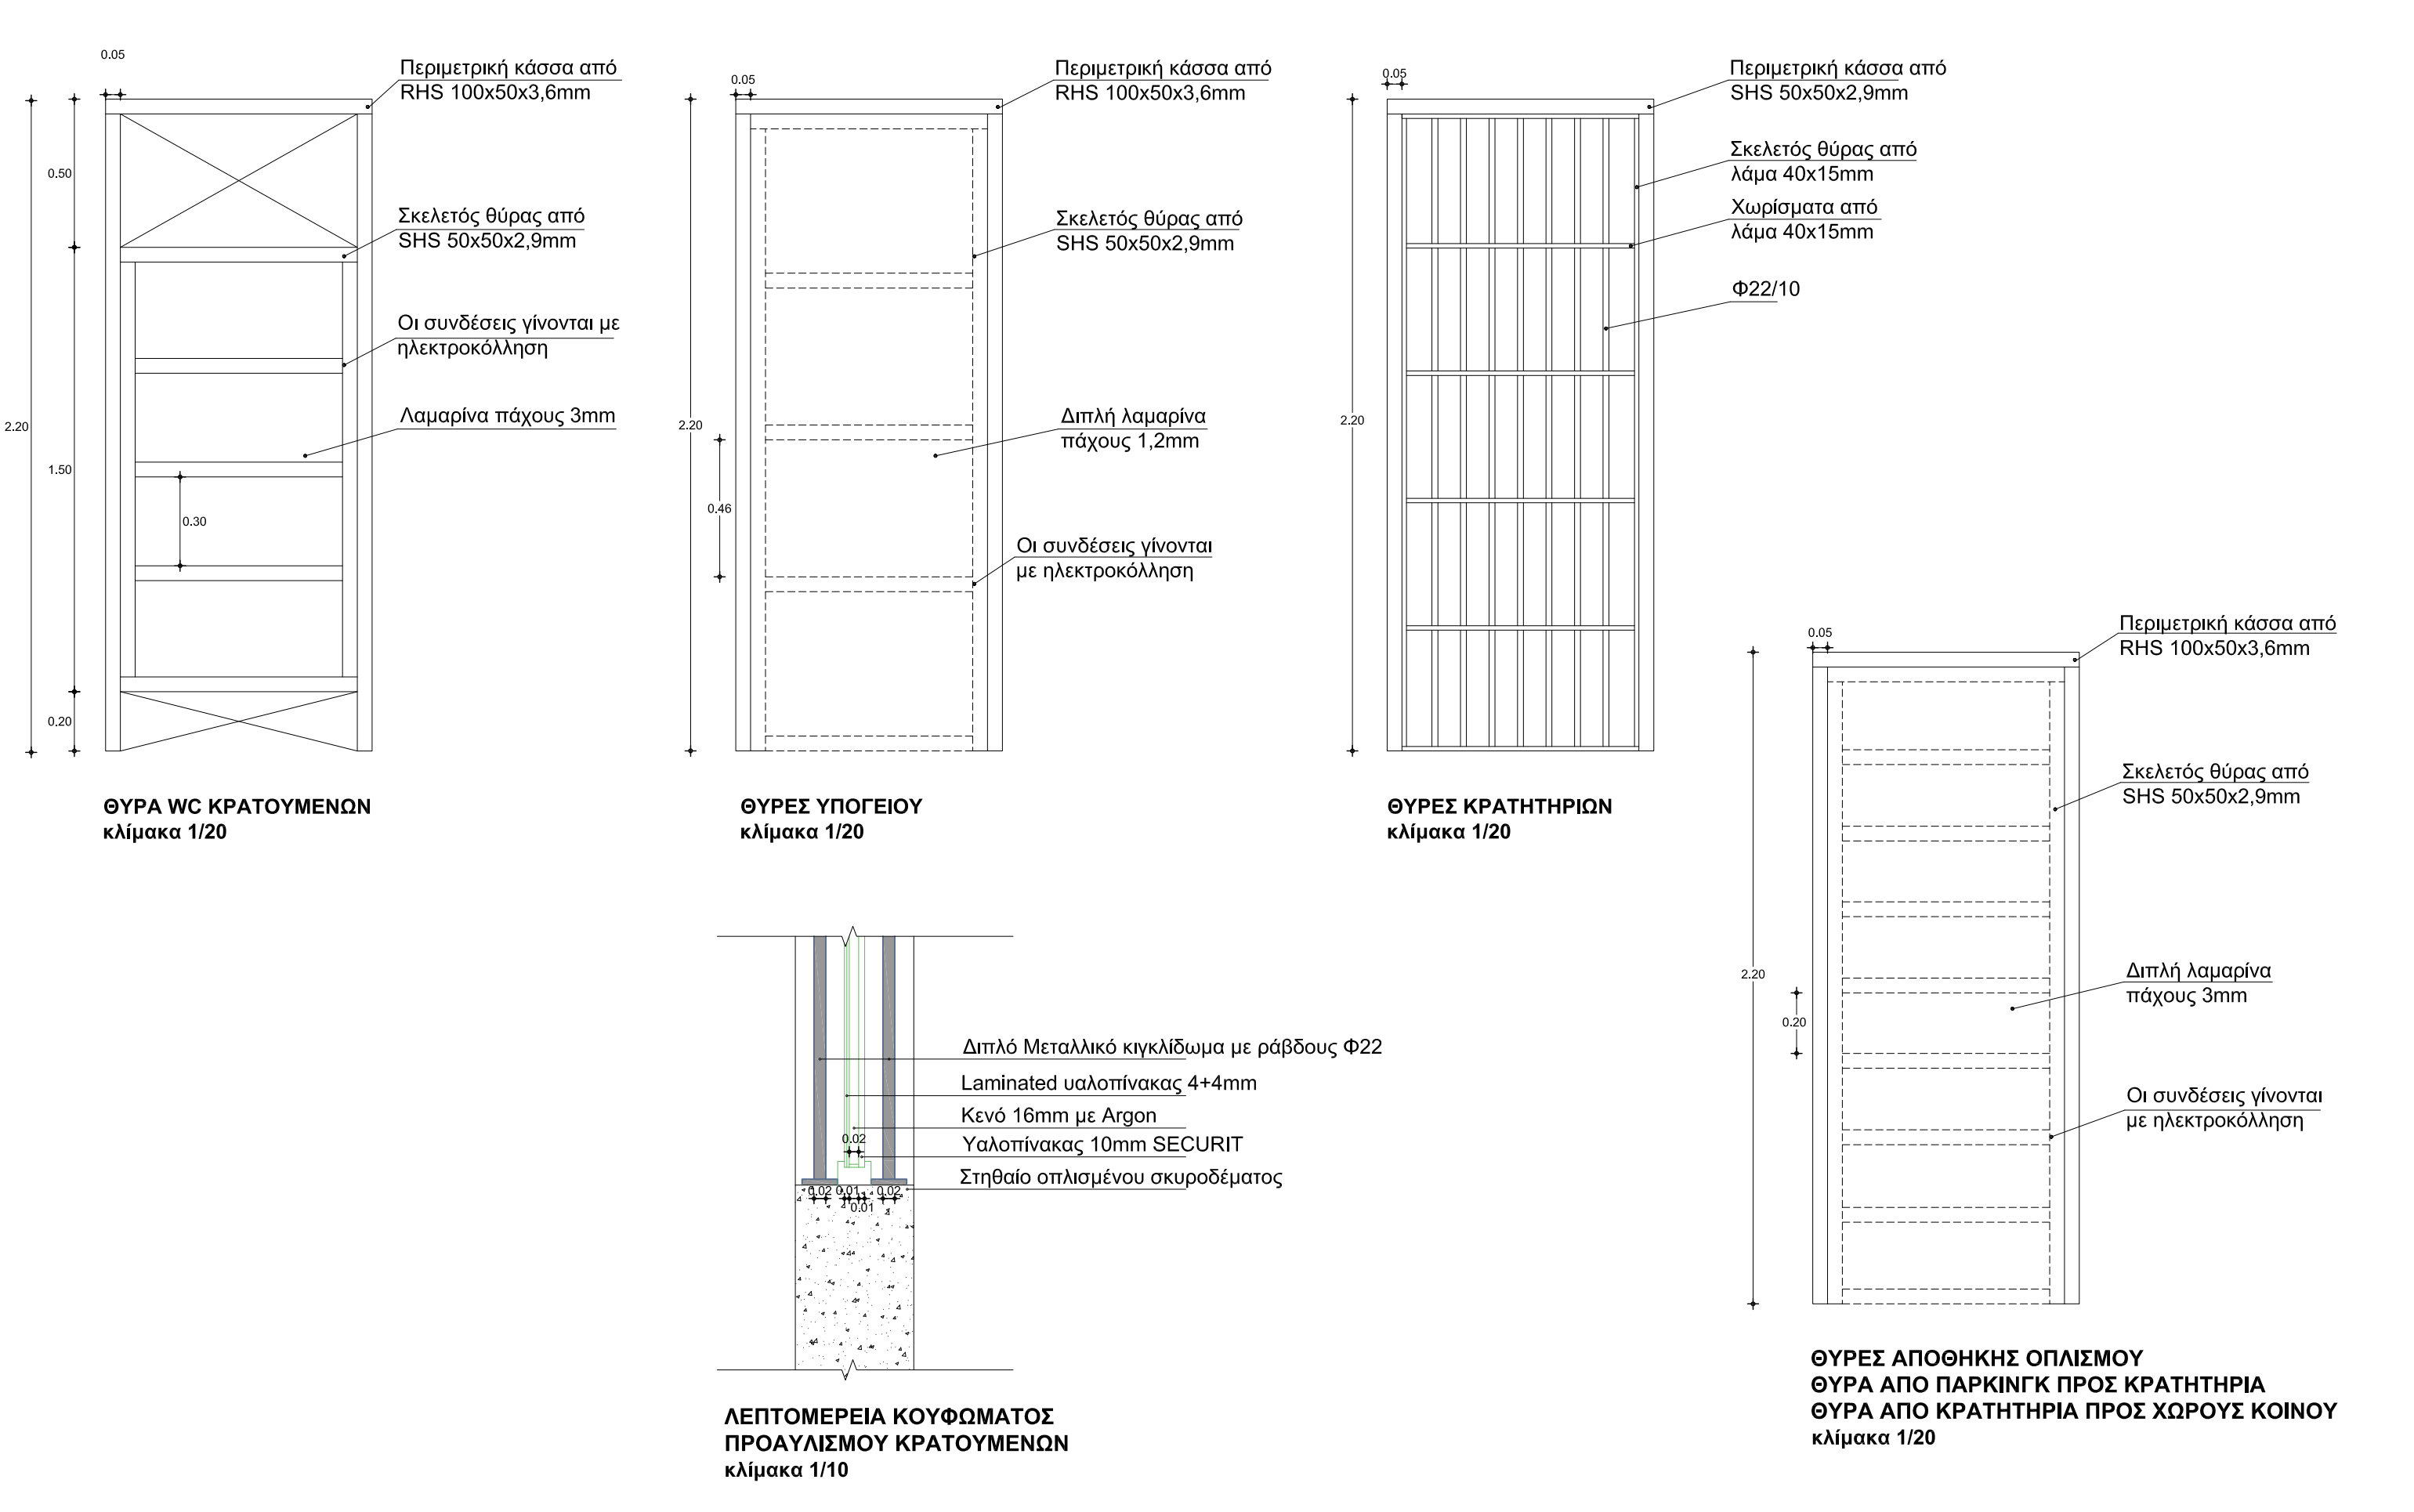 0.05
Περιμετρική κάσσα από
RHS 100x50x3,6mm
0.50
Σκελετός θύρας από
SHS 50x50x2,9mm
Οι συνδέσεις γίνονται με
ηλεκτροκόλληση
Λαμαρίνα πάχους 3mm
2.20
1.50
0.30
0.20
ΘΥΡΑ WC ΚΡΑΤΟΥΜΕΝΩΝ
κλίμακα 1/20
0.05
Περιμετρική κάσσα από
RHS 100x50x3,6mm
Σκελετός θύρας από
SHS 50x50x2,9mm
Διπλή λαμαρίνα
πάχους 1,2mm
2.20
0.46
Οι συνδέσεις γίνονται
με ηλεκτροκόλληση
ΘΥΡΕΣ ΥΠΟΓΕΙΟΥ
κλίμακα 1/20
0.05
Περιμετρική κάσσα από
SHS 50x50x2,9mm
Σκελετός θύρας από
λάμα 40x15mm
Χωρίσματα από
λάμα 40x15mm
Φ22/10
2.20
ΘΥΡΕΣ ΚΡΑΤΗΤΗΡΙΩΝ
κλίμακα 1/20
0.05
Περιμετρική κάσσα από
RHS 100x50x3,6mm
Σκελετός θύρας από
SHS 50x50x2,9mm
2.20
Διπλή λαμαρίνα
πάχους 3mm
0.20
Οι συνδέσεις γίνονται
με ηλεκτροκόλληση
ΘΥΡΕΣ ΑΠΟΘΗΚΗΣ ΟΠΛΙΣΜΟΥ
ΘΥΡΑ ΑΠΟ ΠΑΡΚΙΝΓΚ ΠΡΟΣ ΚΡΑΤΗΤΗΡΙΑ
ΘΥΡΑ ΑΠΟ ΚΡΑΤΗΤΗΡΙΑ ΠΡΟΣ ΧΩΡΟΥΣ ΚΟΙΝΟΥ
κλίμακα 1/20
Διπλό Μεταλλικό κιγκλίδωμα με ράβδους Φ22
Laminated υαλοπίνακας 4+4mm
Κενό 16mm με Argon
0.02
Υαλοπίνακας 10mm SECURIT
Στηθαίο οπλισμένου σκυροδέματος
0.02 0.01 0.02
0.01
ΛΕΠΤΟΜΕΡΕΙΑ ΚΟΥΦΩΜΑΤΟΣ
ΠΡΟΑΥΛΙΣΜΟΥ ΚΡΑΤΟΥΜΕΝΩΝ
κλίμακα 1/10